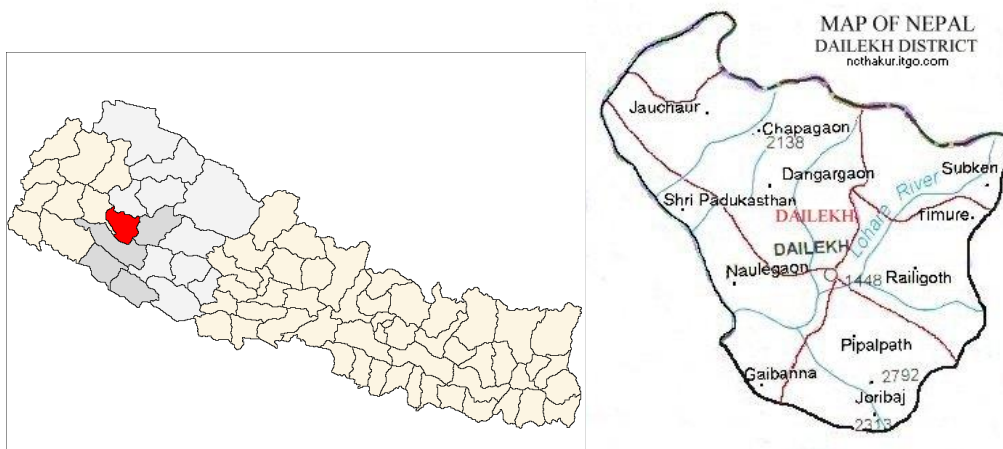 MAP OF NEPAL
DAILEKH DISTRICT
ncthakur.itgo.com
Jauchaur
Chapagaon
2138
Dangargaon
Subken
Shri Padukasthan
Lohare River
Timure
DAILEKH
DAILEKH
Naulegaon
1448
Railigoth
Pipalpath
Gaibanna
2792
Joribaj
2313